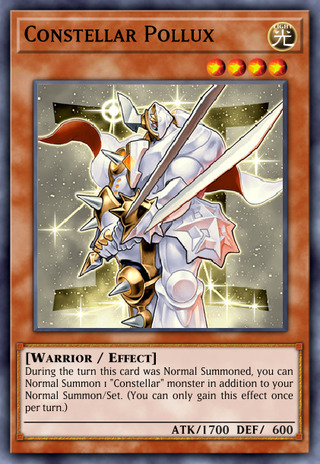 Constellar Pollux
LIGHT
光
[Warrior / Effect]
During the turn this card was Normal Summoned, you can
Normal Summon 1 "Constellar" monster in addition to your
Normal Summon/Set. (You can only gain this effect once
per turn.)
ATK/1700 DEF/ 600